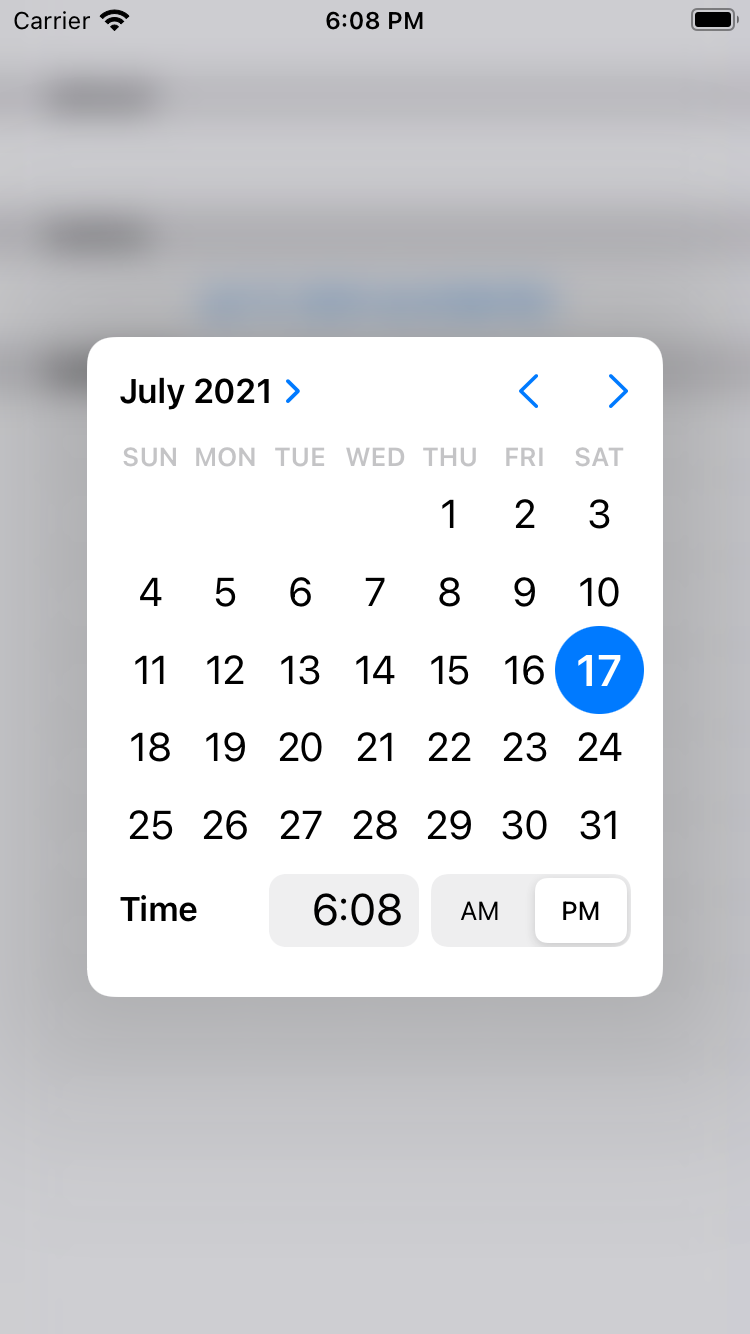 Carrier 6:08 PM
July 2021
SUN MON TUE WED THU FRI SAT
1 2 3
4 5 6 7 8 9 10
11 12 13 14 15 16 17
18 19 20 21 22 23 24
25 26 27 28 29 30 31
Time 6:08 AM PM